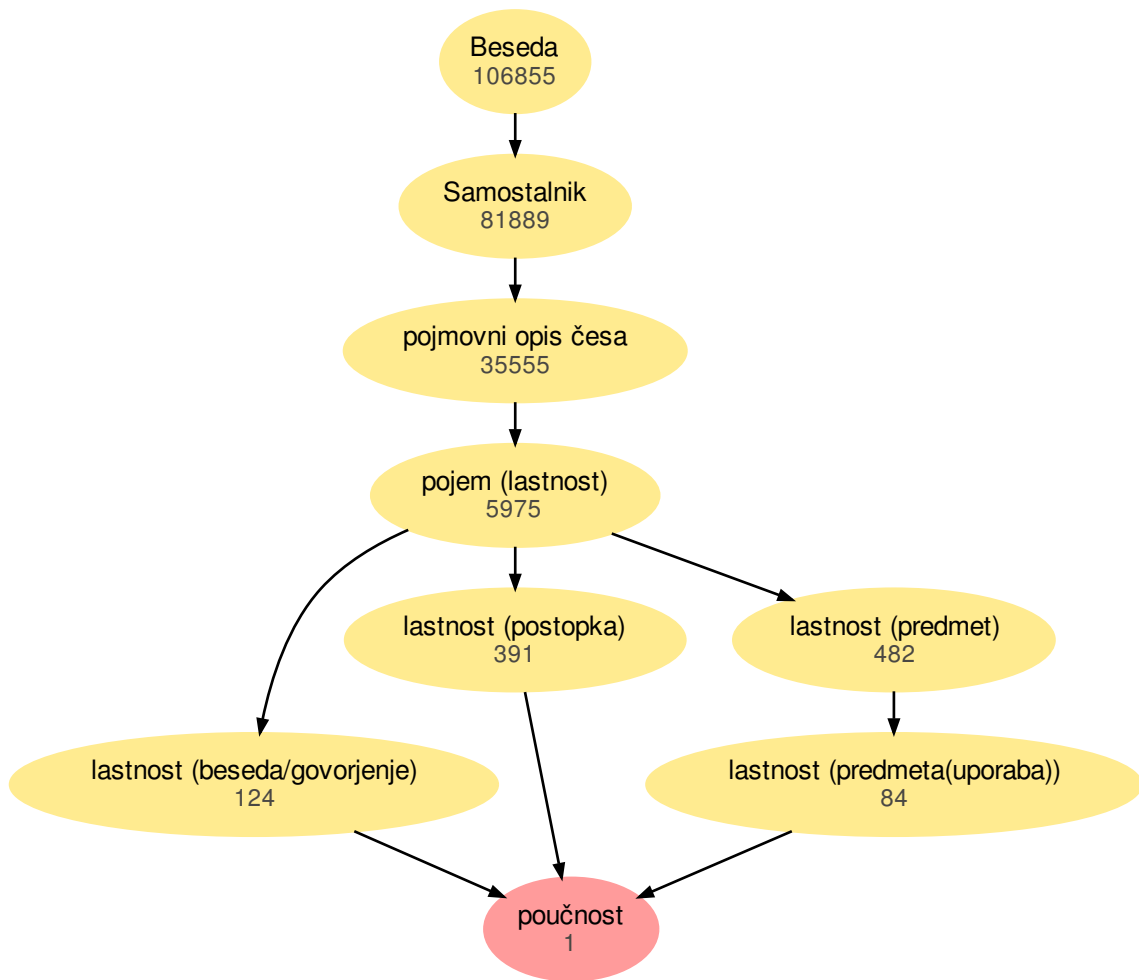 Beseda
106855
Samostalnik
81889
pojmovni opis česa
35555
pojem (lastnost)
5975
lastnost (postopka)
391
lastnost (predmet)
482
lastnost (beseda/govorjenje)
124
lastnost (predmeta(uporaba))
84
poučnost
1